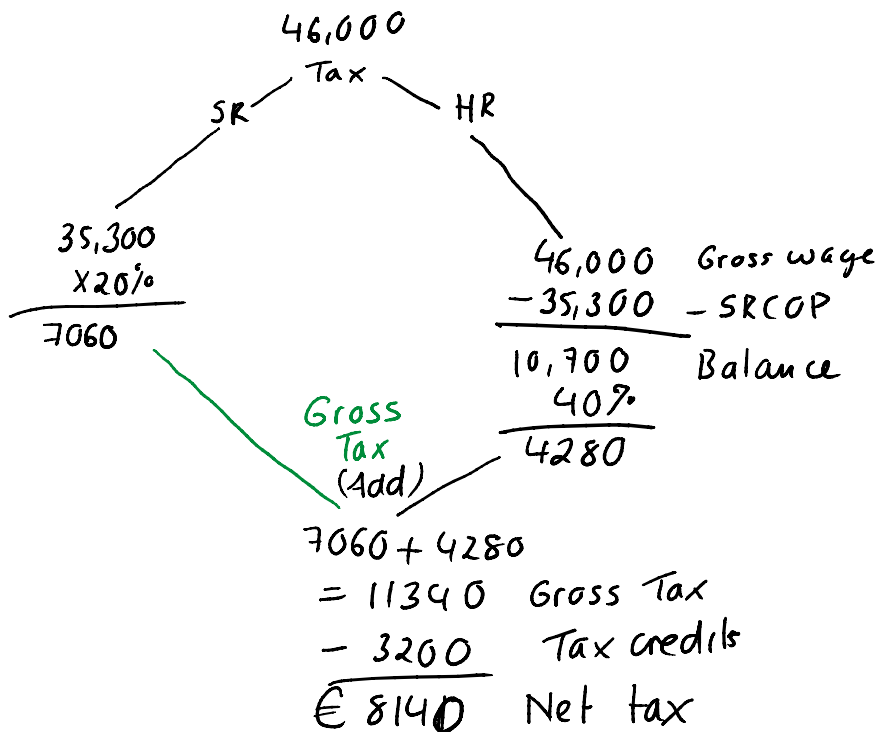 46,000
Tax
SR
HR
35,300
X20%
7060
46,000 Gross wage
-35,300 - SRCOP
10,700 Balance
40%
4280
Gross
Tax
(Add)
7060 + 4280
= 11340 Gross Tax
- 3200 Tax credits
€ 8140 Net tax